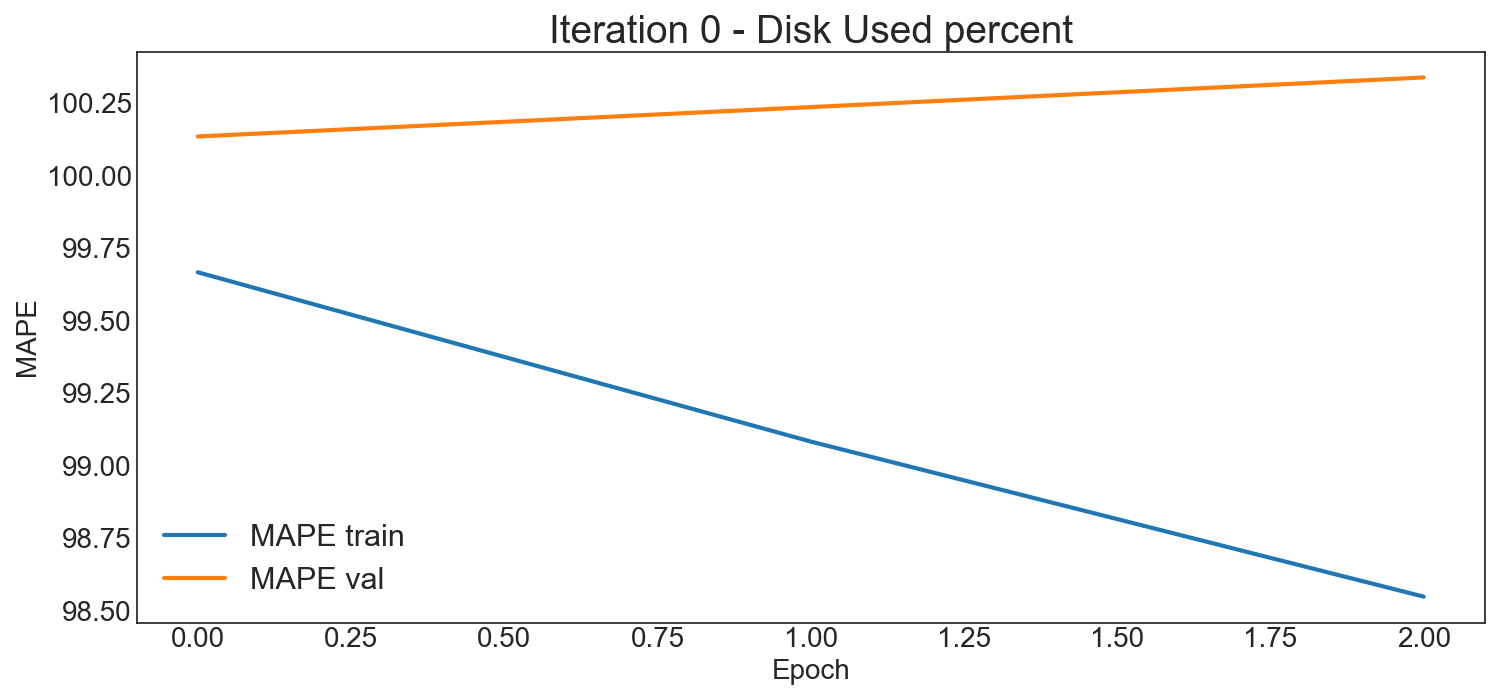 Iteration 0 - Disk Used percent
100.25
100.00
99.75
99.50
99.25
99.00
98.75
98.50
MAPE
MAPE train
MAPE val
0.00 0.25 0.50 0.75 1.00 1.25 1.50 1.75 2.00
Epoch